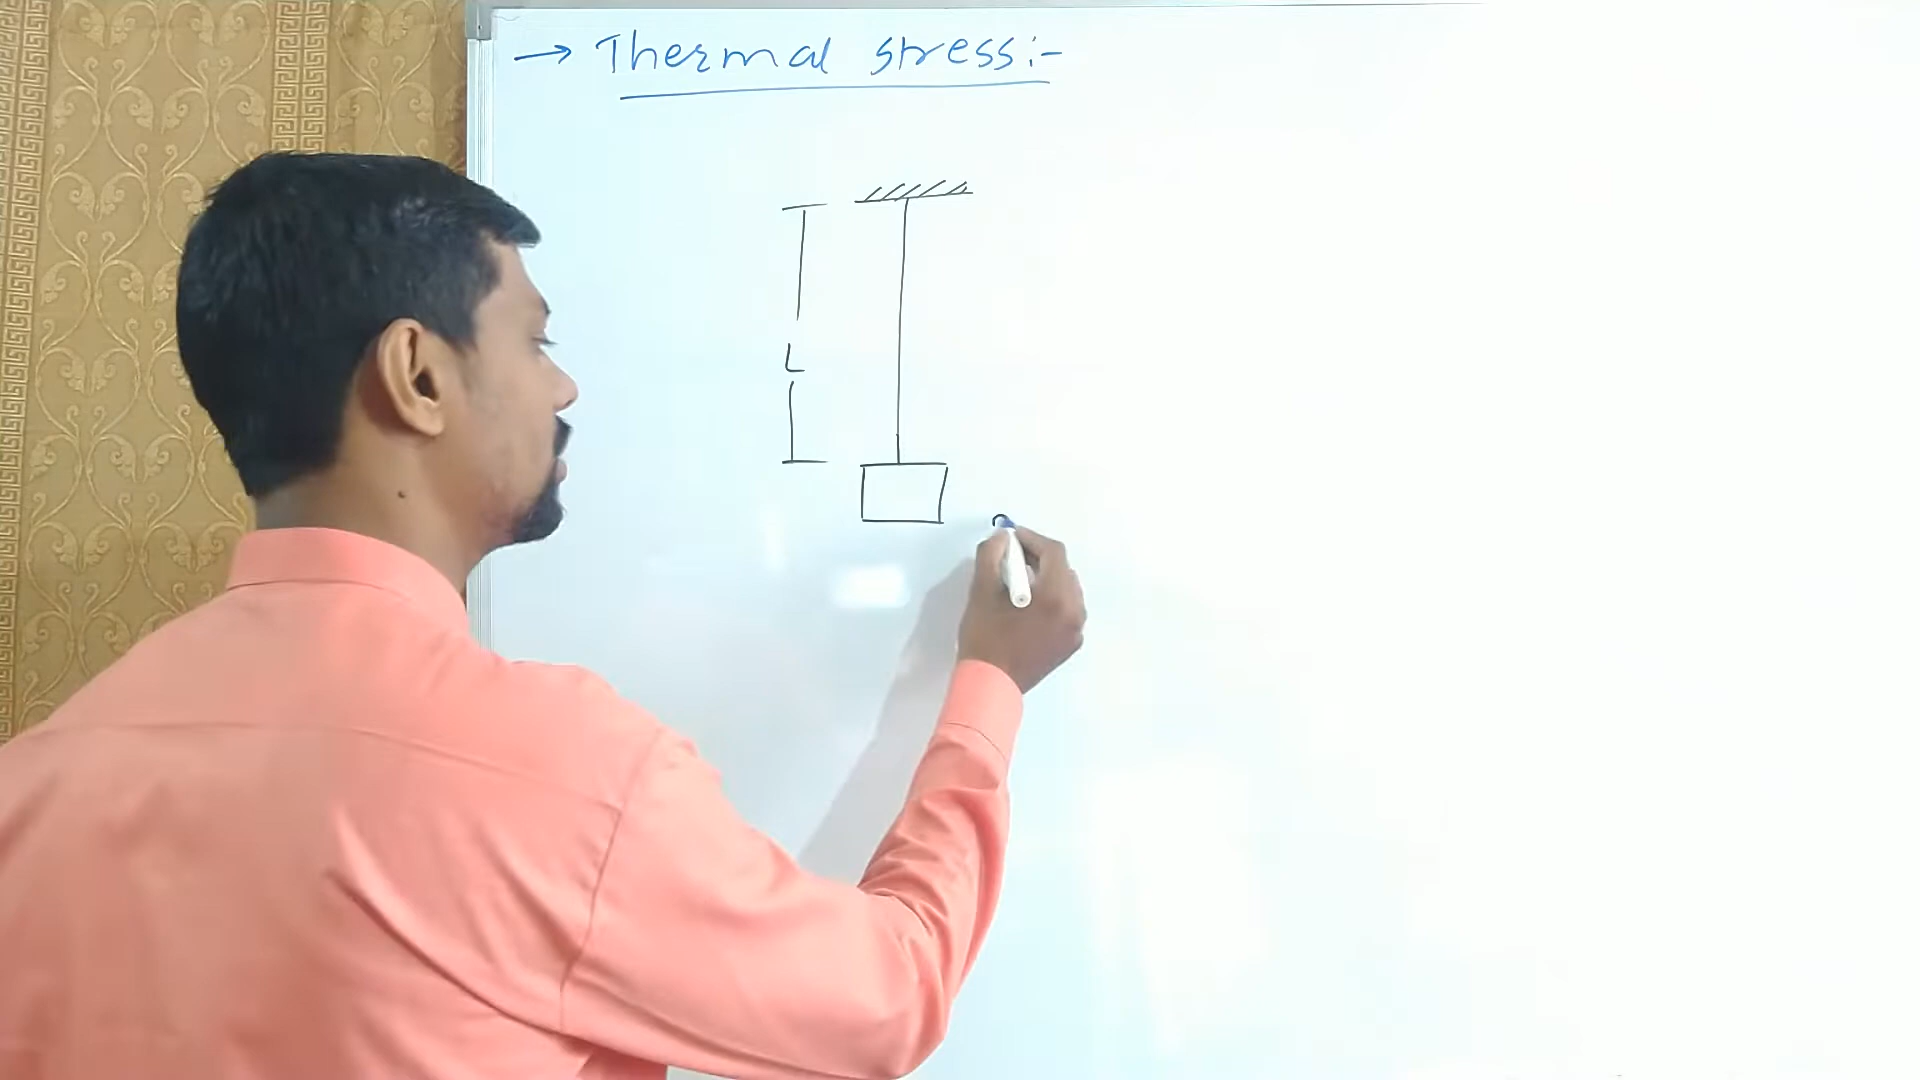 → Thermal stress:-
L